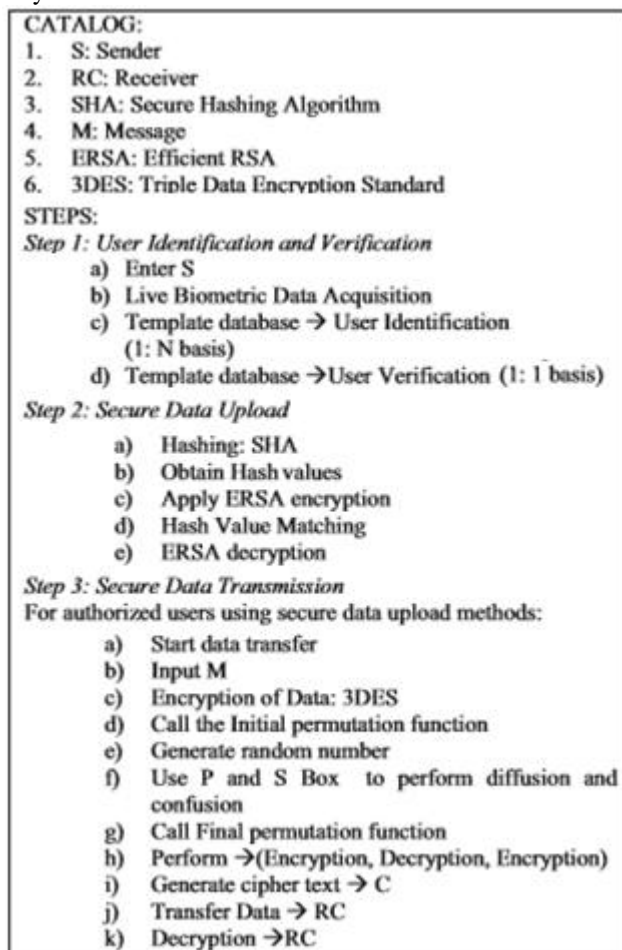 CATALOG:
1. S: Sender
2. RC: Receiver
3. SHA: Secure Hashing Algorithm
4. M: Message
5. ERSA: Efficient RSA
6. 3DES: Triple Data Encryption Standard
STEPS:
Step 1: User Identification and Verification
a) Enter S
b) Live Biometric Data Acquisition
c) Template database → User Identification
(1: N basis)
d) Template database →User Verification (1: 1 basis)
Step 2: Secure Data Upload
a) Hashing: SHA
b) Obtain Hash values
c) Apply ERSA encryption
d) Hash Value Matching
e) ERSA decryption
Step 3: Secure Data Transmission
For authorized users using secure data upload methods:
a) Start data transfer
b) Input M
c) Encryption of Data: 3DES
d) Call the Initial permutation function
e) Generate random number
f) Use P and S Box to perform diffusion and
confusion
g) Call Final permutation function
h) Perform →(Encryption, Decryption, Encryption)
i) Generate cipher text → C
j) Transfer Data → RC
k) Decryption →RC